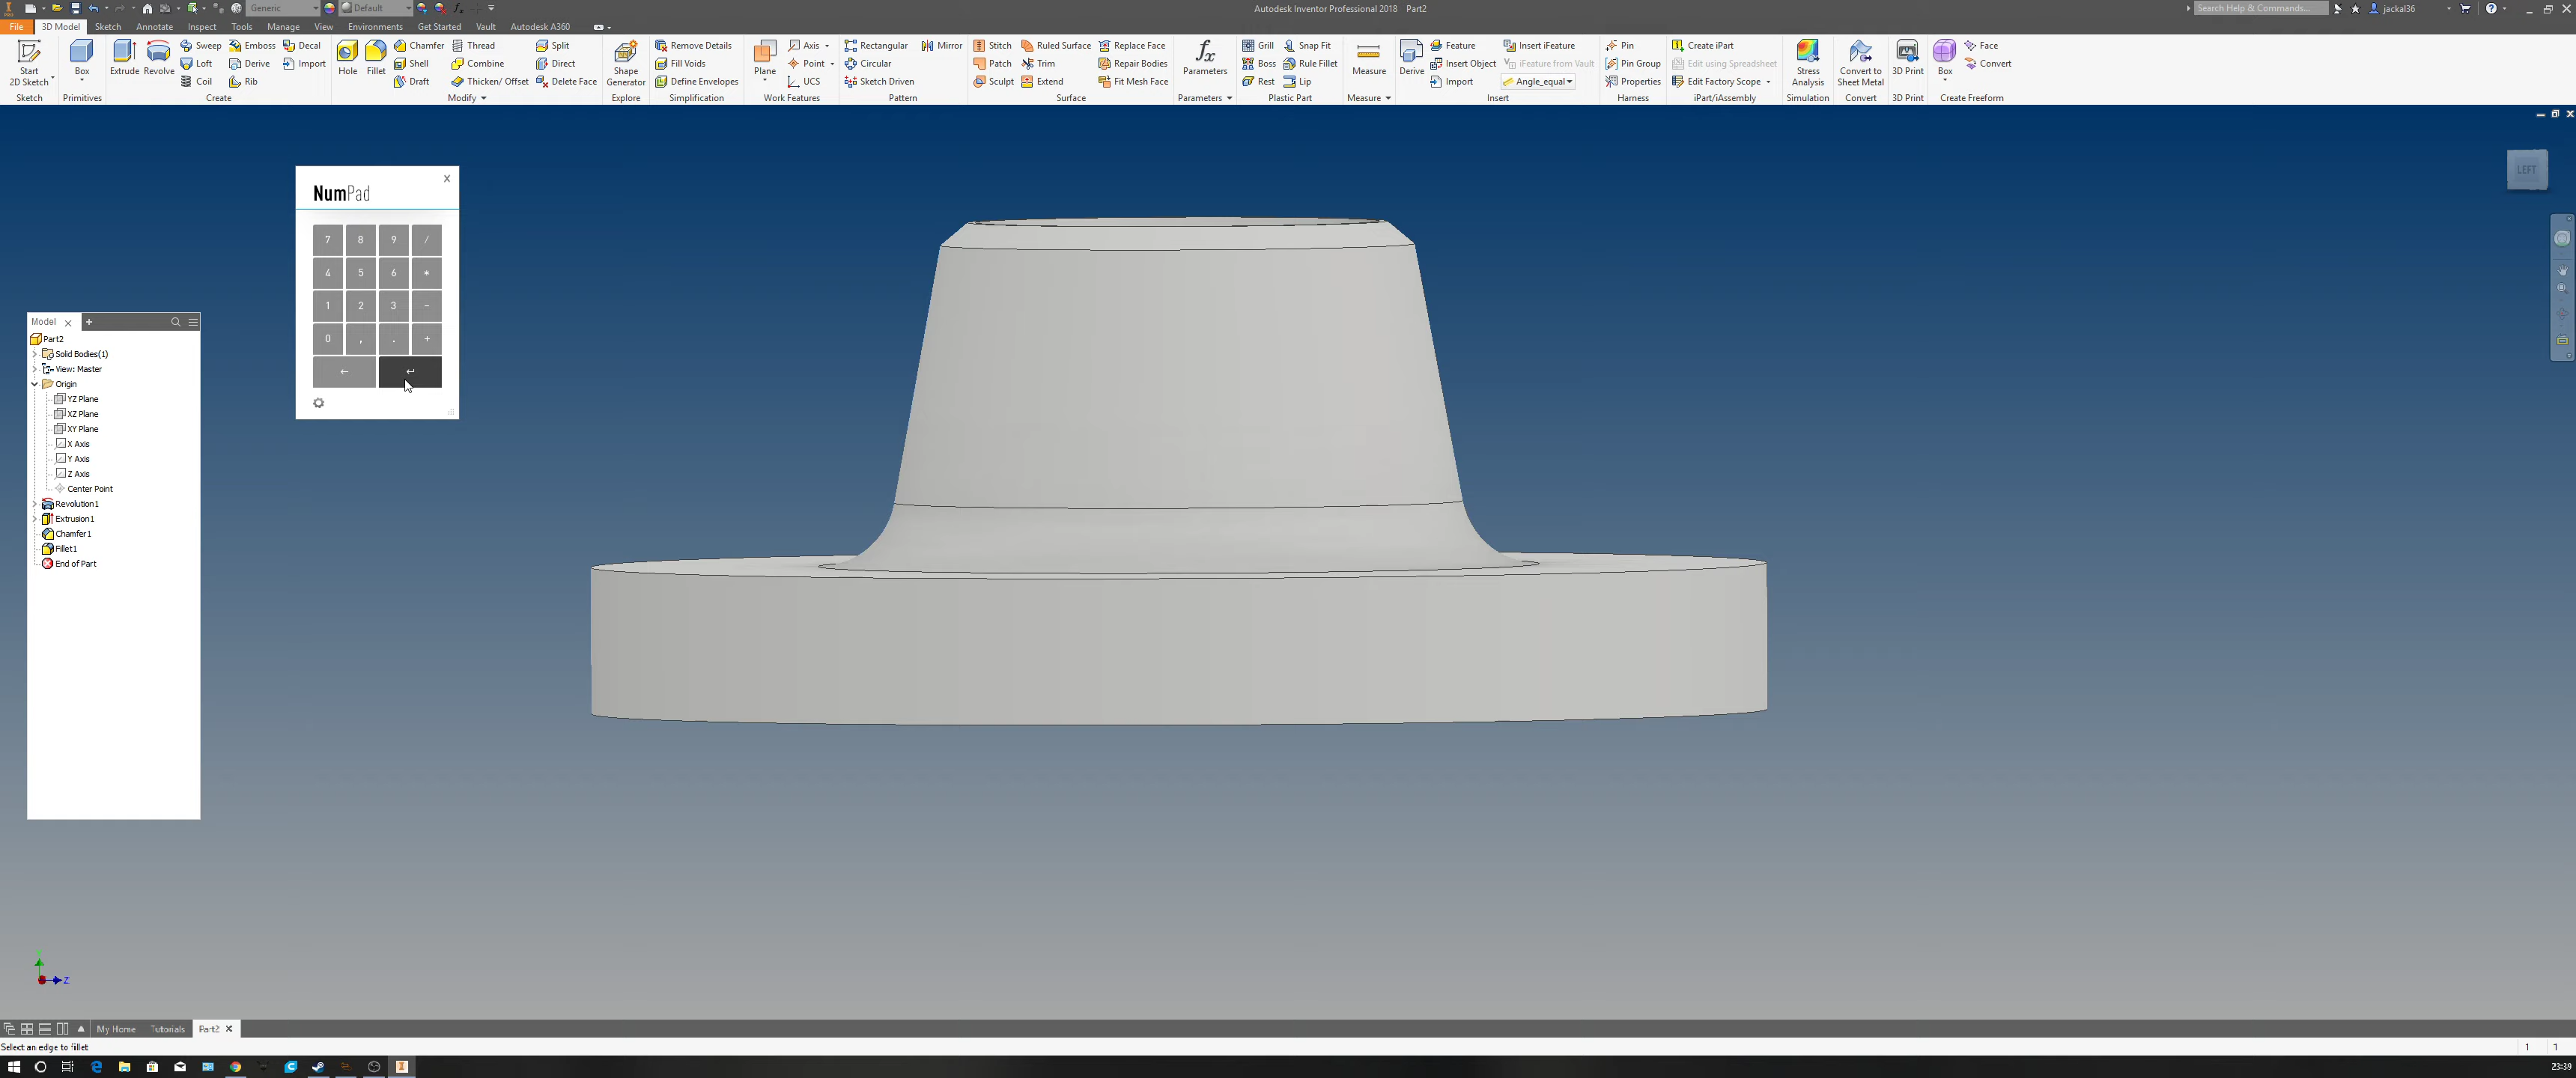 Generic
Default
Autodesk Inventor Professional 2018 Part2
Search Help & Commands...
jackal36
File 3D Model Sketch Annotate Inspect Tools Manage View Environments Get Started Vault Autodesk A360
Start 2D Sketch
Sketch
Box
Primitives
Extrude Revolve
Sweep Emboss Decal
Loft Derive Import
Coil Rib
Create
Hole Fillet
Chamfer Thread Split
Shell Combine Direct
Draft Thicken/ Offset Delete Face
Modify
Shape Generator
Explore
Remove Details
Fill Voids
Define Envelopes
Simplification
Plane
Axis
Point
UCS
Work Features
Rectangular Mirror
Circular
Sketch Driven
Pattern
Stitch Ruled Surface Replace Face
Patch Trim Repair Bodies
Sculpt Extend Fit Mesh Face
Surface
fx
Parameters
Parameters
Grill Snap Fit
Boss Rule Fillet
Rest Lip
Plastic Part
Measure
Measure
Derive
Feature Insert iFeature
Insert Object iFeature from Vault
Import Angle_equal
Insert
Pin
Pin Group
Properties
Harness
Create iPart
Edit using Spreadsheet
Edit Factory Scope
iPart/iAssembly
Stress Analysis
Simulation
Convert to Sheet Metal
Convert
3D Print
3D Print
Box
Face
Convert
Create Freeform
LEFT
NumPad
X
7 8 9 /
4 5 6 *
1 2 3 -
0 , . +
← ↵
Model
Part2
Solid Bodies(1)
View: Master
Origin
YZ Plane
XZ Plane
XY Plane
X Axis
Y Axis
Z Axis
Center Point
Revolution1
Extrusion1
Chamfer1
Fillet1
End of Part
Z
My Home Tutorials Part2
Select an edge to fillet
1 1
23:39